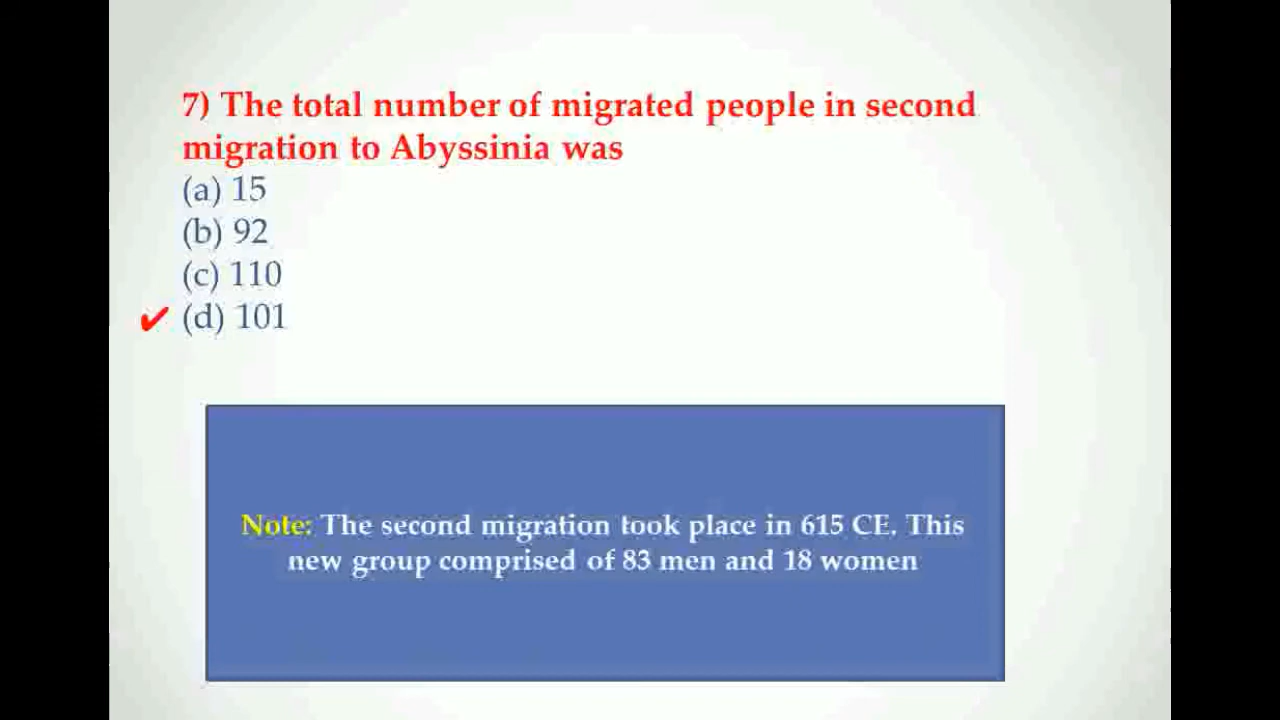 7) The total number of migrated people in second
migration to Abyssinia was
(a) 15
(b) 92
(c) 110
✔ (d) 101
Note: The second migration took place in 615 CE. This
new group comprised of 83 men and 18 women